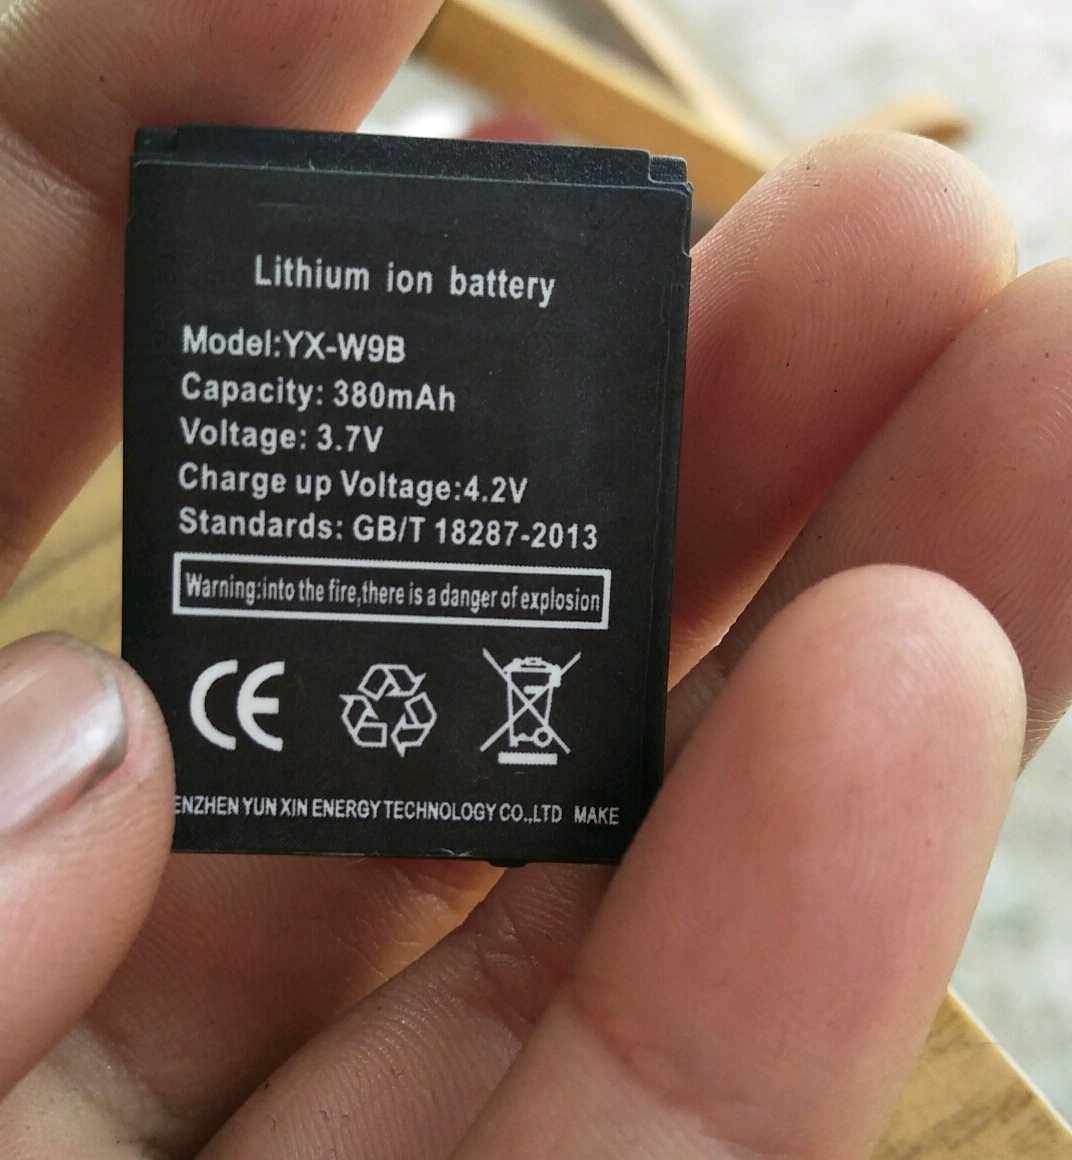 Lithium ion battery
Model:YX-W9B
Capacity: 380mAh
Voltage: 3.7V
Charge up Voltage:4.2V
Standards: GB/T 18287-2013
Warning:into the fire,there is a danger of explosion
CE
ENZHEN YUN XIN ENERGY TECHNOLOGY CO.,LTD MAKE